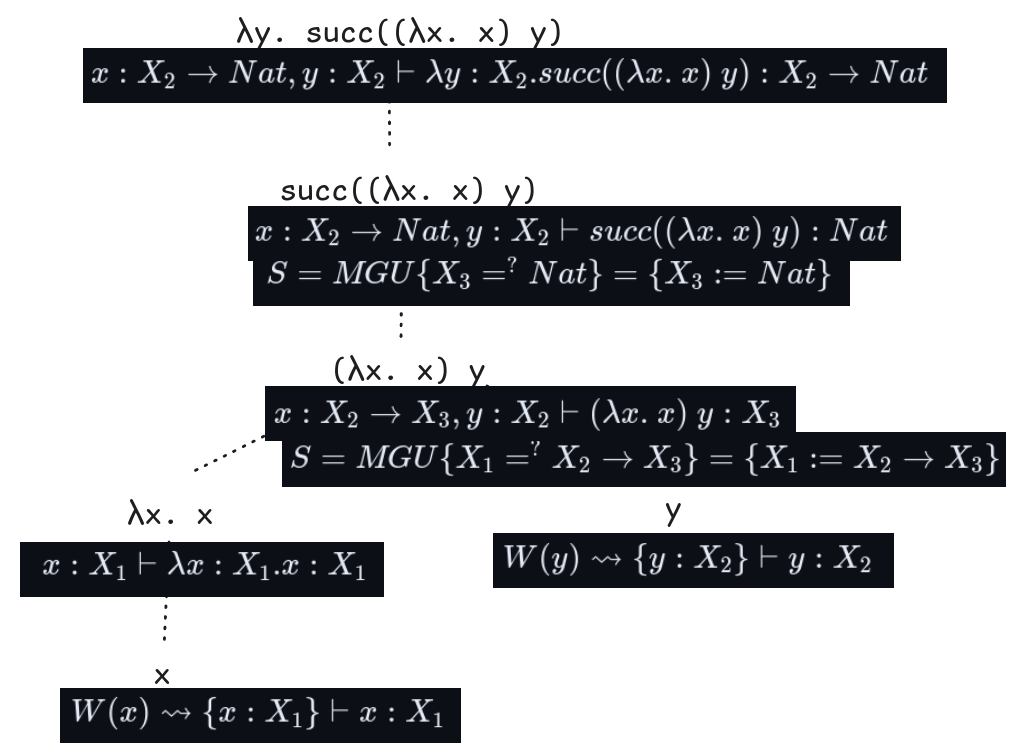 λy. succ((λx. x) y)
x : X₂ → Nat, y : X₂ ⊢ λy : X₂.succ((λx. x) y) : X₂ → Nat
succ((λx. x) y)
x : X₂ → Nat, y : X₂ ⊢ succ((λx. x) y) : Nat
S = MGU{X₃ =? Nat} = {X₃ := Nat}
(λx. x) y
x : X₂ → X₃, y : X₂ ⊢ (λx. x) y : X₃
S = MGU{X₁ =? X₂ → X₃} = {X₁ := X₂ → X₃}
λx. x
x : X₁ ⊢ λx : X₁.x : X₁
y
W(y) ⇝ {y : X₂} ⊢ y : X₂
x
W(x) ⇝ {x : X₁} ⊢ x : X₁